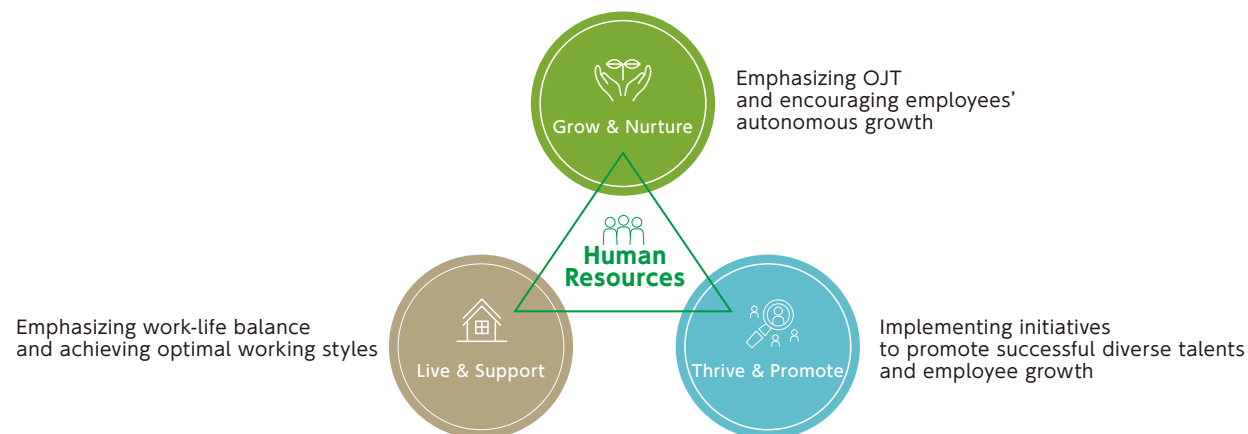 Grow & Nurture
Emphasizing OJT
and encouraging employees’
autonomous growth
Human
Resources
Live & Support
Emphasizing work-life balance
and achieving optimal working styles
Thrive & Promote
Implementing initiatives
to promote successful diverse talents
and employee growth